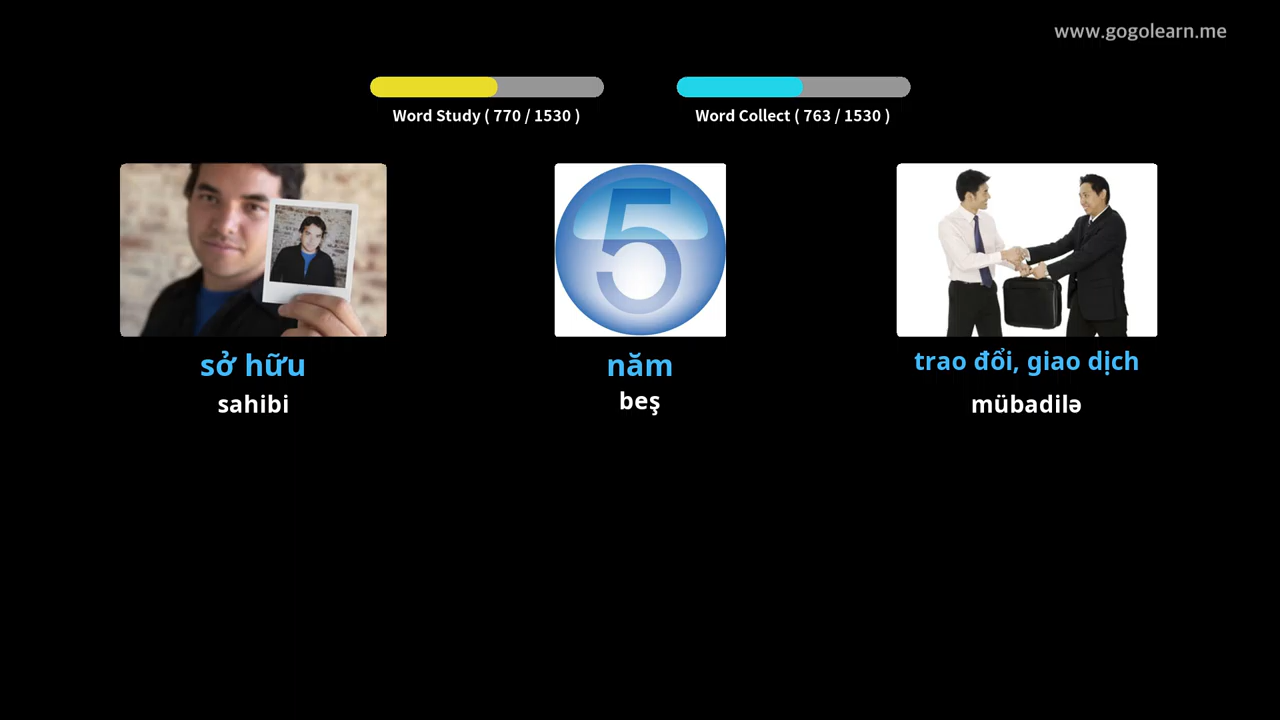 www.gogolearn.me
Word Study ( 770 / 1530 )
Word Collect ( 763 / 1530 )
5
sở hữu
năm
trao đổi, giao dịch
sahibi
beş
mübadilə